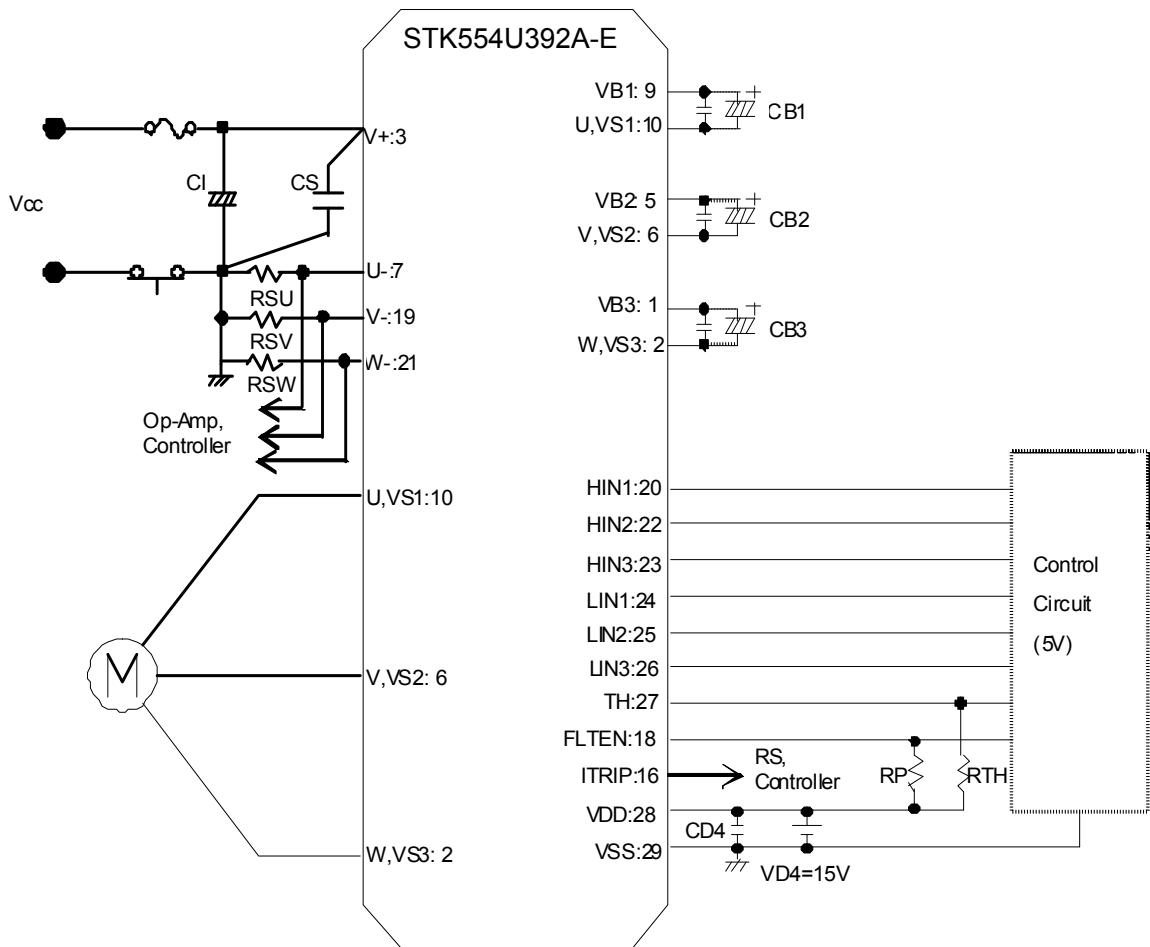 STK554U392A-E
VB1: 9
CB1
U,VS1:10
V+:3
CI
CS
Vcc
VB2: 5
CB2
V,VS2: 6
U-:7
RSU
V-:19
RSV
W-:21
RSW
VB3: 1
CB3
W,VS3: 2
Op-Amp,
Controller
U,VS1:10
V,VS2: 6
W,VS3: 2
M
HIN1:20
HIN2:22
HIN3:23
LIN1:24
LIN2:25
LIN3:26
TH:27
FLTEN:18
ITRIP:16
VDD:28
VSS:29
RS,
Controller
RP
RTH
CD4
VD4=15V
Control
Circuit
(5V)